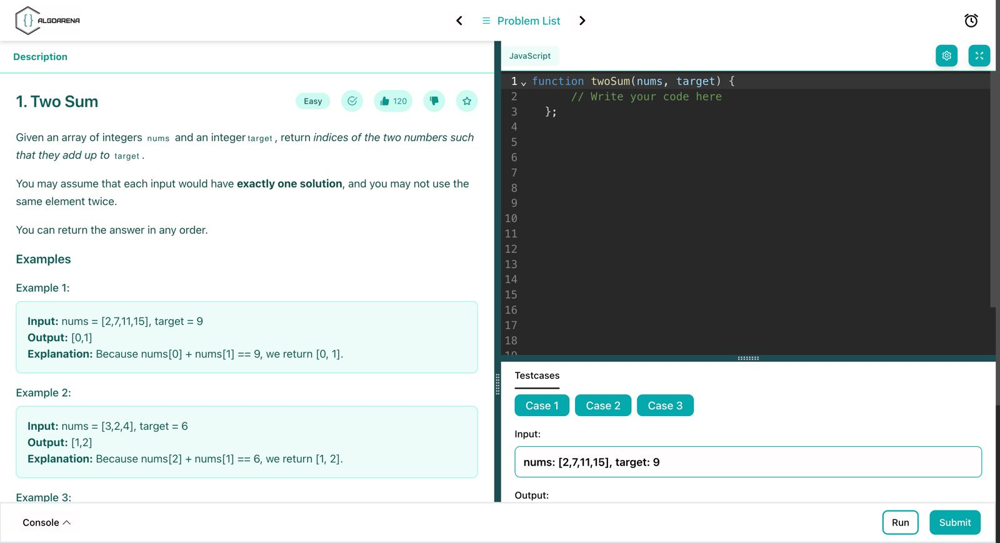 {} ALGOARENA
Problem List
Description
1. Two Sum
Easy
120
Given an array of integers nums and an integer target, return indices of the two numbers such
that they add up to target.
You may assume that each input would have exactly one solution, and you may not use the
same element twice.
You can return the answer in any order.
Examples
Example 1:
Input: nums = [2,7,11,15], target = 9
Output: [0,1]
Explanation: Because nums[0] + nums[1] == 9, we return [0, 1].
Example 2:
Input: nums = [3,2,4], target = 6
Output: [1,2]
Explanation: Because nums[2] + nums[1] == 6, we return [1, 2].
Example 3:
JavaScript
1 function twoSum(nums, target) {
2 // Write your code here
3 };
4
5
6
7
8
9
10
11
12
13
14
15
16
17
18
19
Testcases
Case 1 Case 2 Case 3
Input:
nums: [2,7,11,15], target: 9
Output:
Console
Run Submit